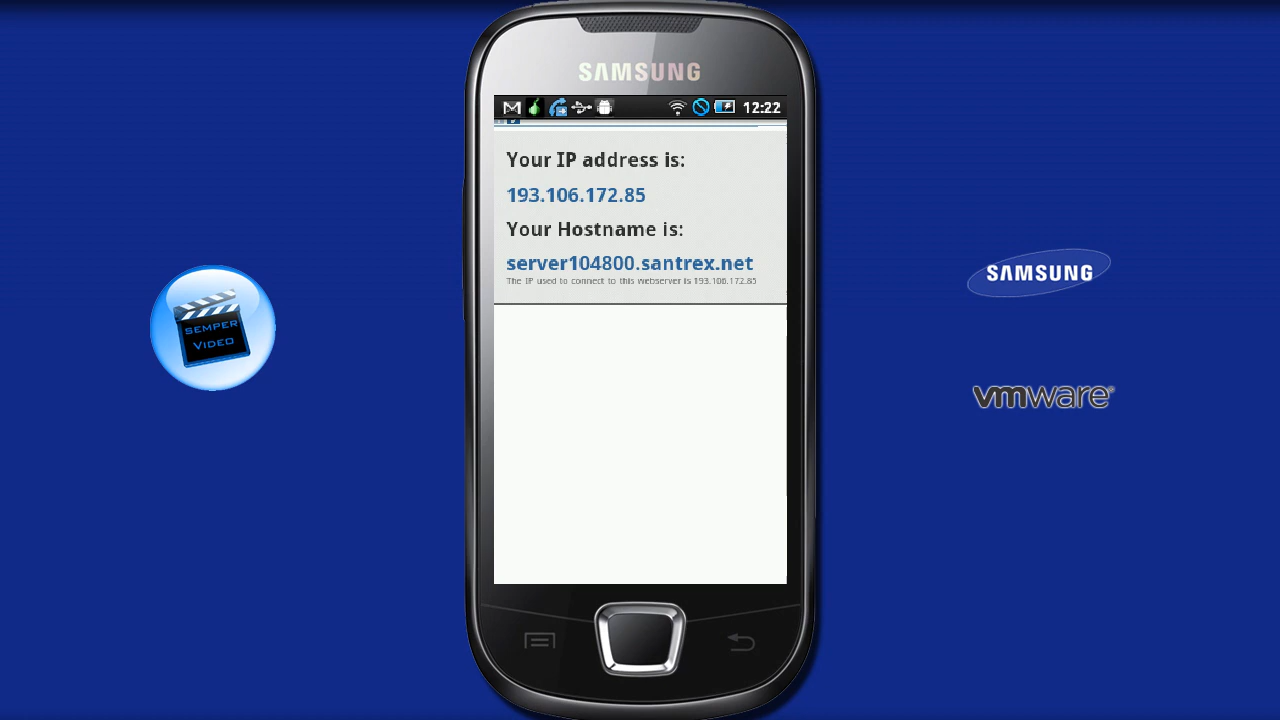 SAMSUNG
12:22
Your IP address is:
193.106.172.85
Your Hostname is:
server104800.santrex.net
The IP used to connect to this webserver is 193.106.172.85
SEMPER
VIDEO
SAMSUNG
vmware®